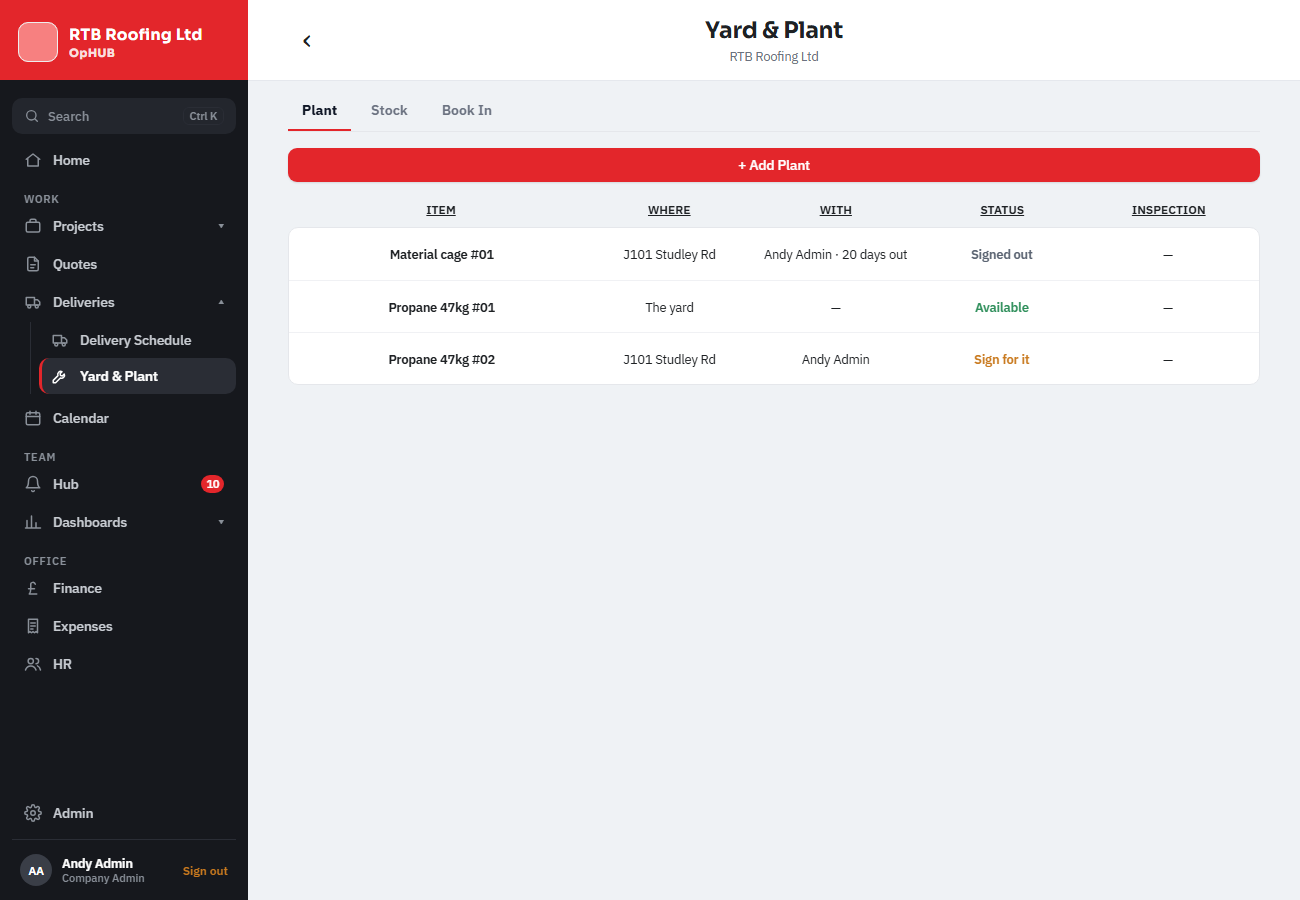 RTB Roofing Ltd
OpHUB
Search Ctrl K
Home
WORK
Projects
Quotes
Deliveries
Delivery Schedule
Yard & Plant
Calendar
TEAM
Hub 10
Dashboards
OFFICE
Finance
Expenses
HR
Admin
AA Andy Admin Sign out
Company Admin
Yard & Plant
RTB Roofing Ltd
Plant Stock Book In
+ Add Plant
ITEM WHERE WITH STATUS INSPECTION
Material cage #01 J101 Studley Rd Andy Admin · 20 days out Signed out —
Propane 47kg #01 The yard — Available —
Propane 47kg #02 J101 Studley Rd Andy Admin Sign for it —